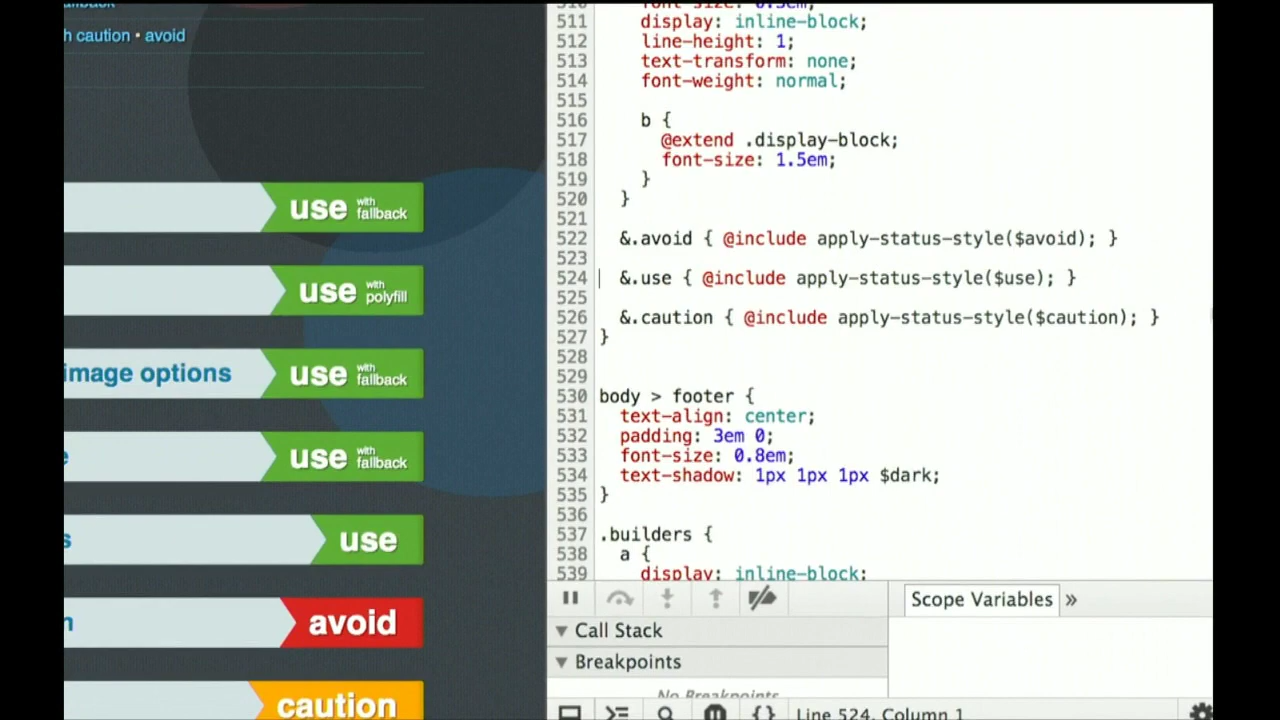 fallback
h caution • avoid
use with fallback
use with polyfill
image options
use with fallback
use with fallback
use
avoid
caution
510 font-size: 0.5em;
511 display: inline-block;
512 line-height: 1;
513 text-transform: none;
514 font-weight: normal;
515
516 b {
517 @extend .display-block;
518 font-size: 1.5em;
519 }
520 }
521
522 &.avoid { @include apply-status-style($avoid); }
523
524 &.use { @include apply-status-style($use); }
525
526 &.caution { @include apply-status-style($caution); }
527 }
528
529
530 body > footer {
531 text-align: center;
532 padding: 3em 0;
533 font-size: 0.8em;
534 text-shadow: 1px 1px 1px $dark;
535 }
536
537 .builders {
538 a {
539 display: inline-block;
Scope Variables »
Call Stack
Breakpoints
No Breakpoints
{ } Line 524, Column 1